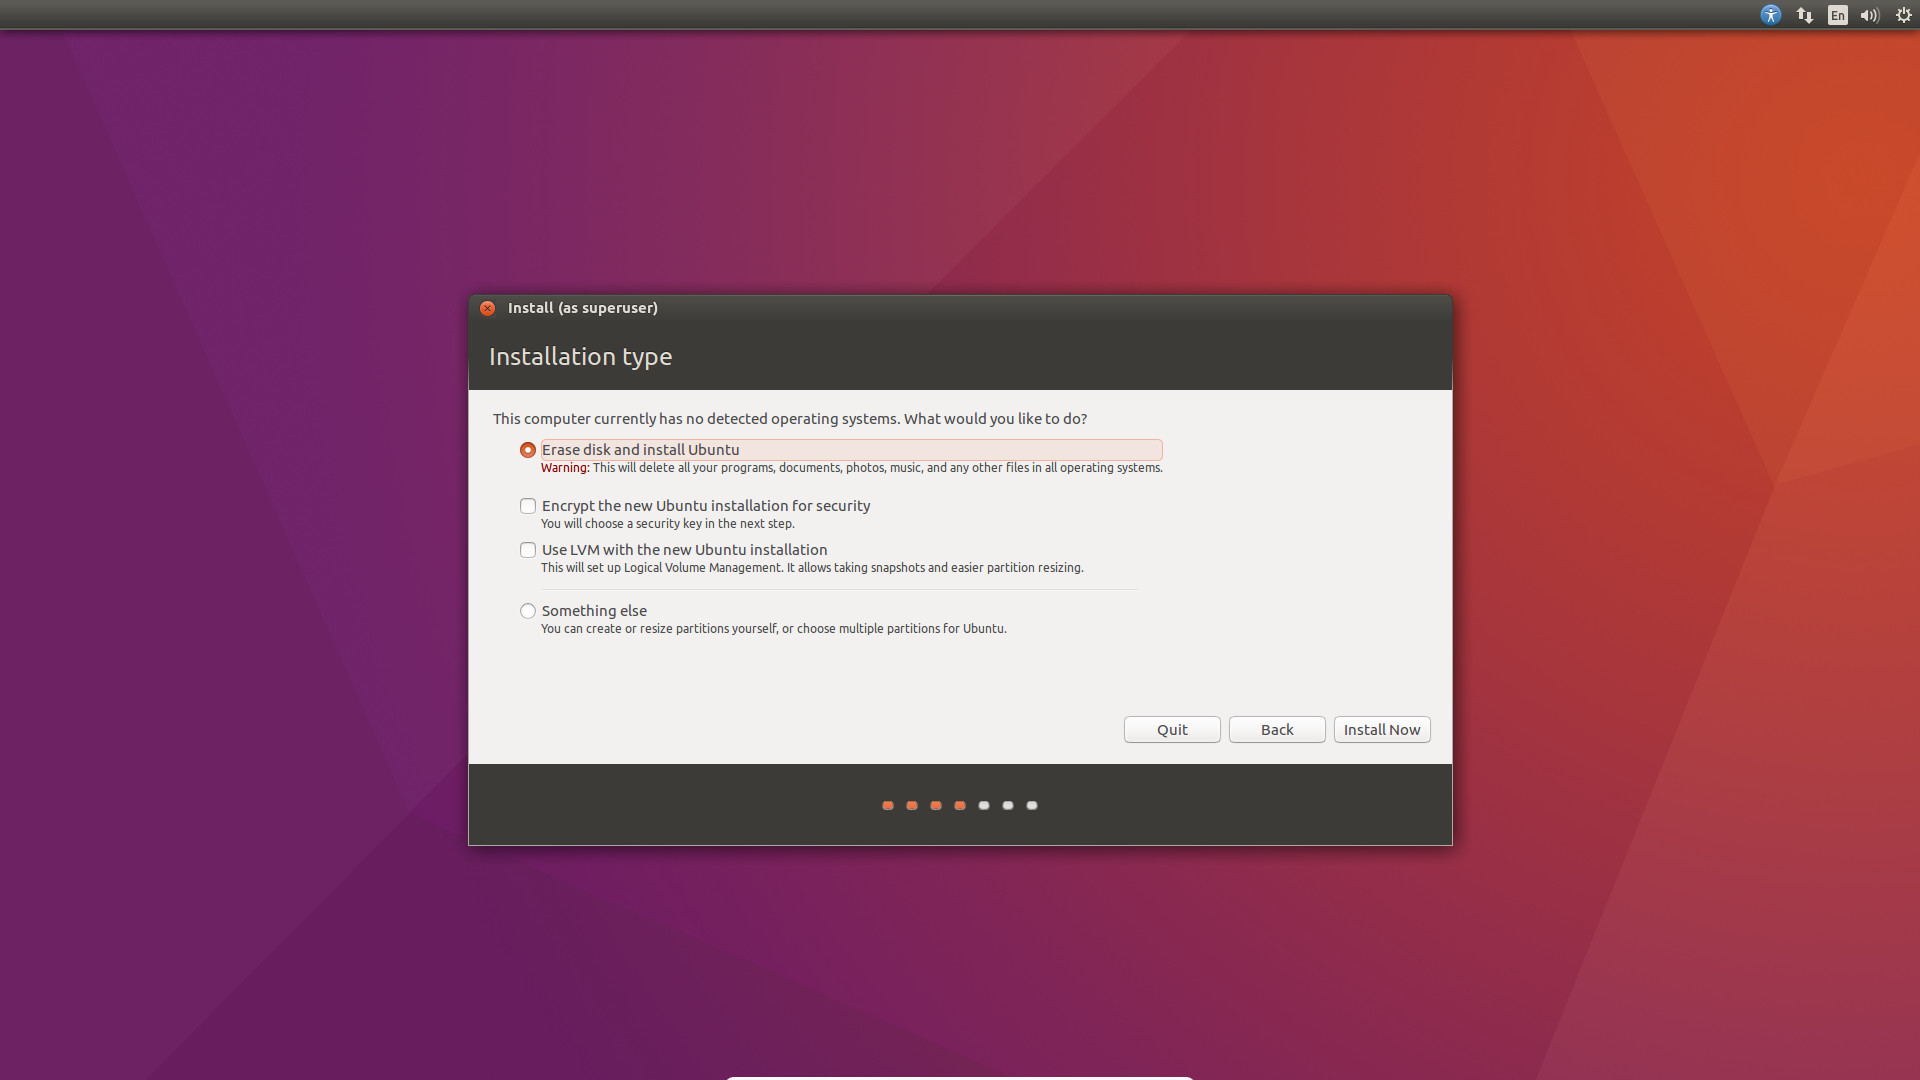 En
Install (as superuser)
Installation type
This computer currently has no detected operating systems. What would you like to do?
Erase disk and install Ubuntu
Warning: This will delete all your programs, documents, photos, music, and any other files in all operating systems.
Encrypt the new Ubuntu installation for security
You will choose a security key in the next step.
Use LVM with the new Ubuntu installation
This will set up Logical Volume Management. It allows taking snapshots and easier partition resizing.
Something else
You can create or resize partitions yourself, or choose multiple partitions for Ubuntu.
Quit Back Install Now